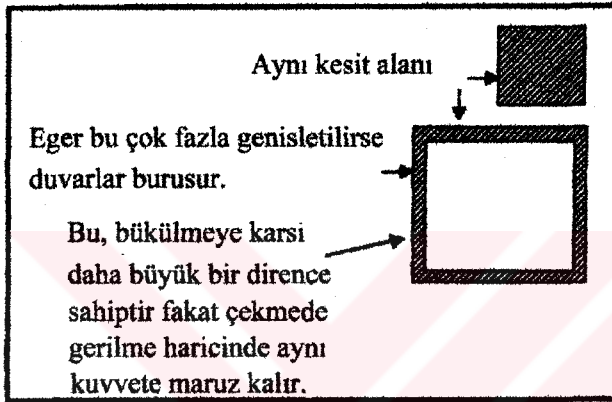 Aynı kesit alanı
Eger bu çok fazla genisletilirse
duvarlar burusur.
Bu, bükülmeye karsi
daha büyük bir dirence
sahiptir fakat çekmede
gerilme haricinde aynı
kuvvete maruz kalır.